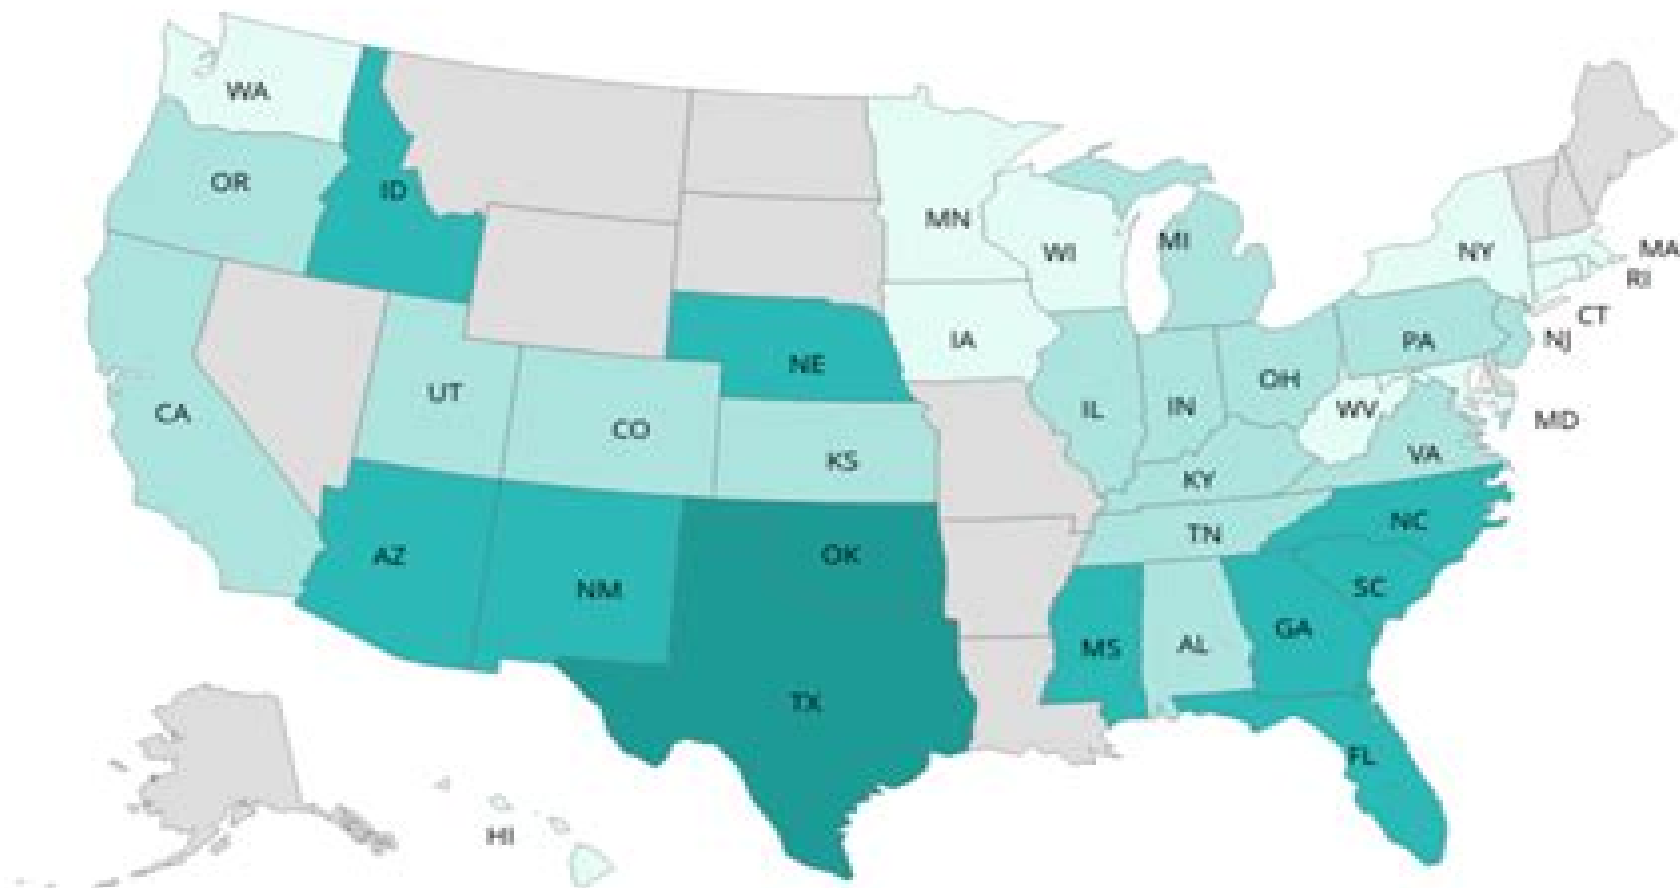 WA
OR
ID
MN
WI
MI
NY
MA
RI
CT
NJ
IA
NE
PA
UT
CO
CA
KS
IL
IN
OH
WV
MD
VA
KY
TN
NC
AZ
NM
OK
SC
GA
MS
AL
TX
FL
HI